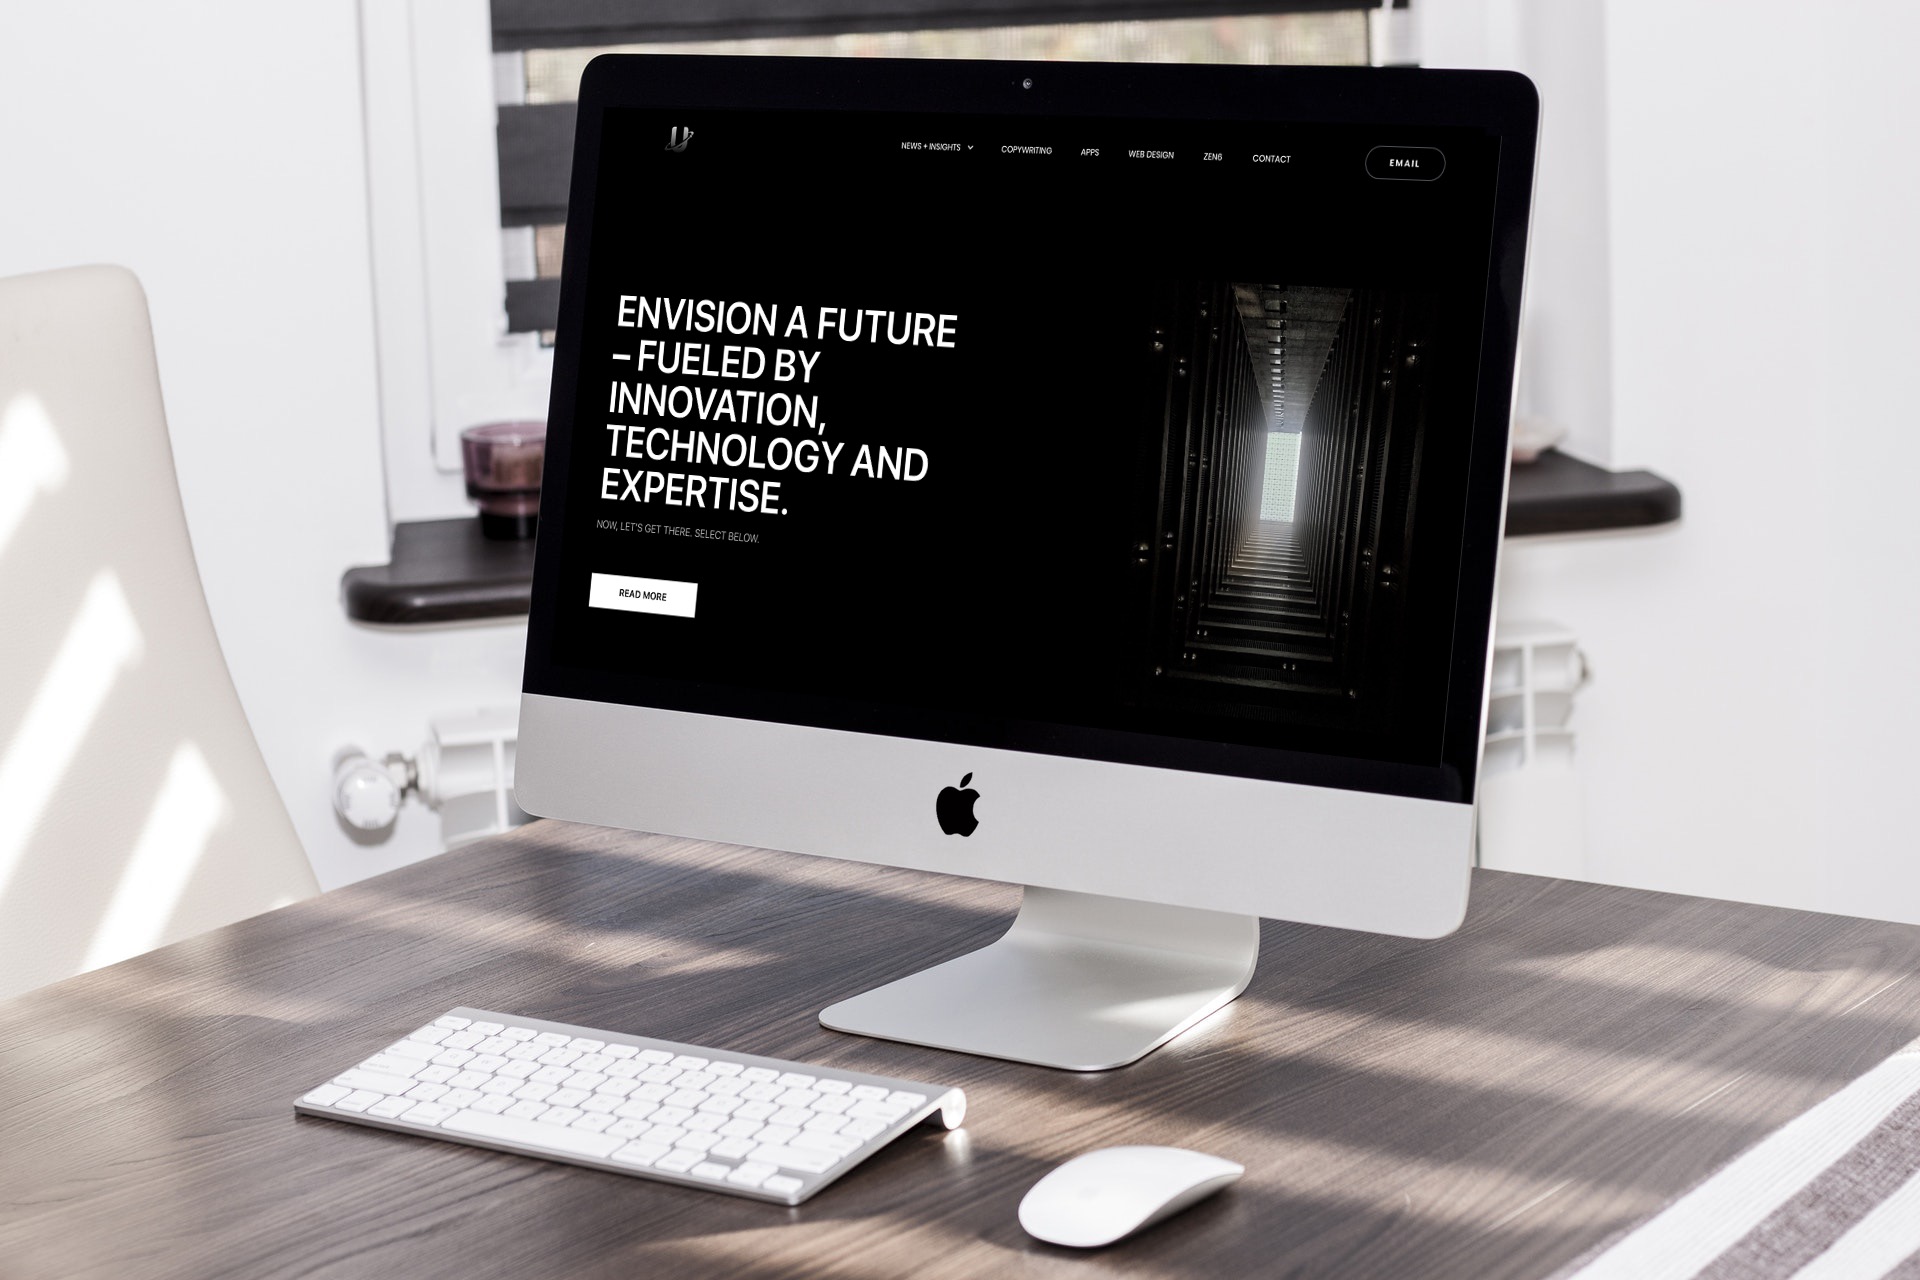 NEWS + INSIGHTS
COPYWRITING
APPS
WEB DESIGN
ZEN6
CONTACT
EMAIL
ENVISION A FUTURE
– FUELED BY
INNOVATION,
TECHNOLOGY AND
EXPERTISE.
NOW, LET'S GET THERE. SELECT BELOW.
READ MORE